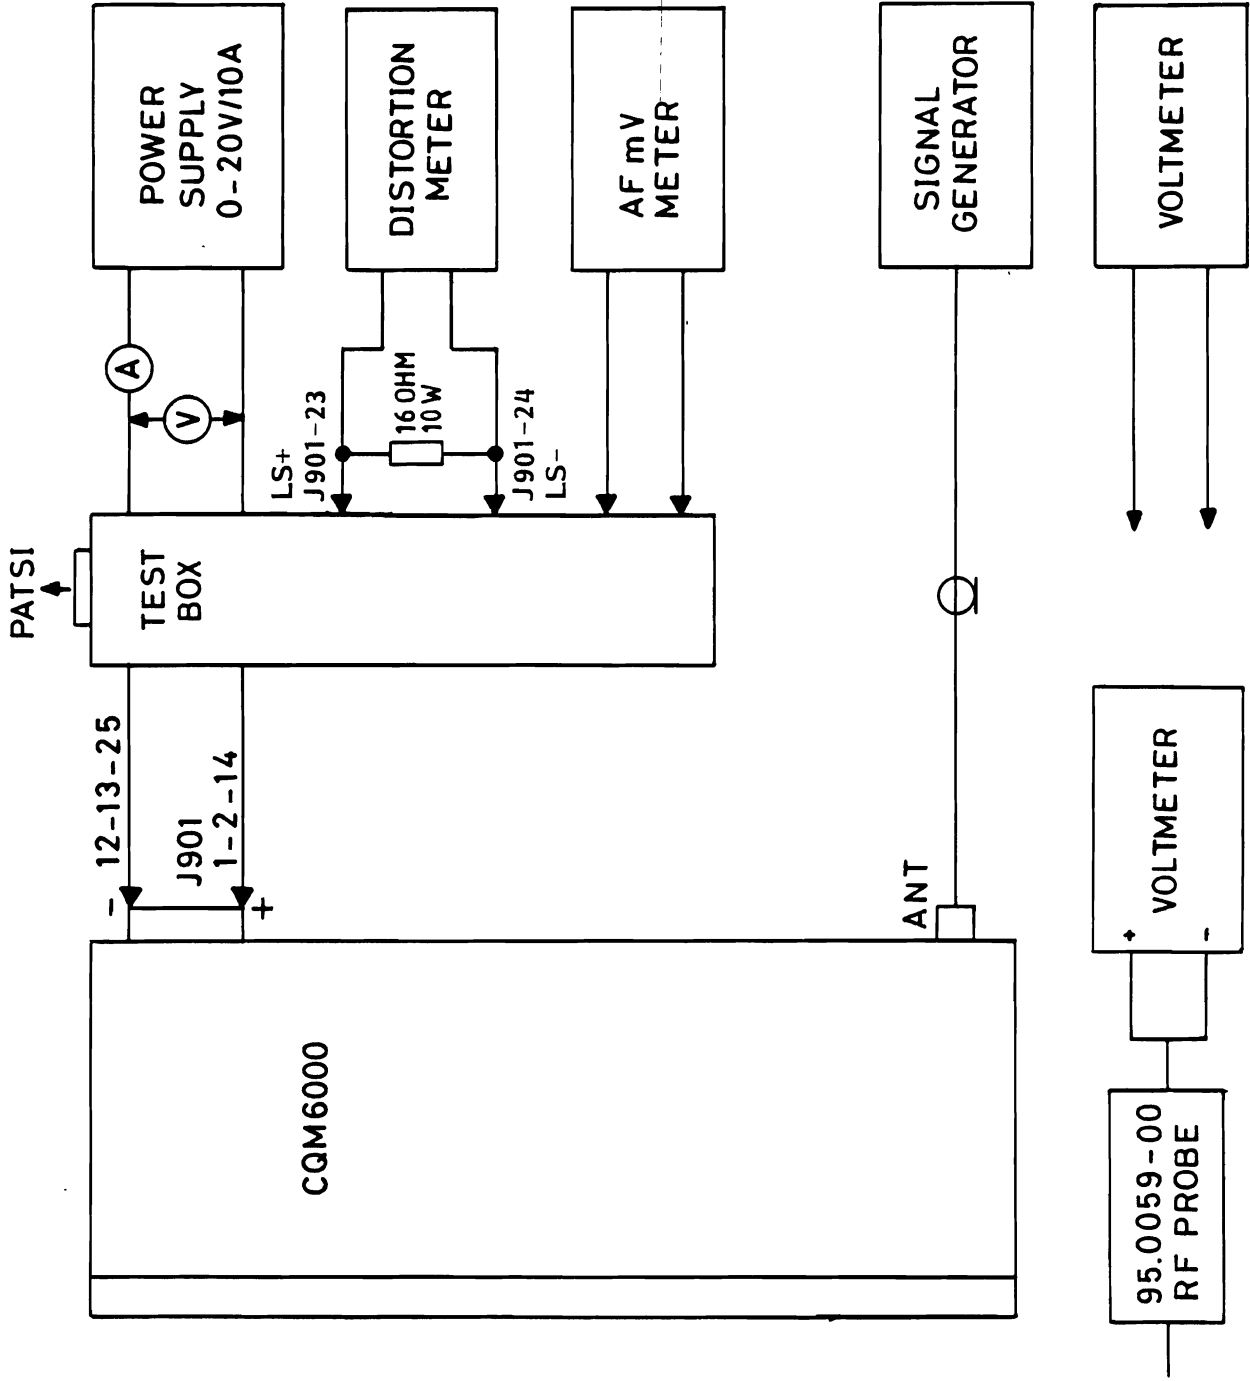 POWER
SUPPLY
0-20V/10A
DISTORTION
METER
AF mV
METER
SIGNAL
GENERATOR
VOLTMETER
A
V
16 OHM
10W
LS+
J901-23
J901-24
LS-
PATSI
TEST
BOX
12-13-25
J901
1-2-14
-
+
ANT
CQM6000
VOLTMETER
+
-
95.0059-00
RF PROBE